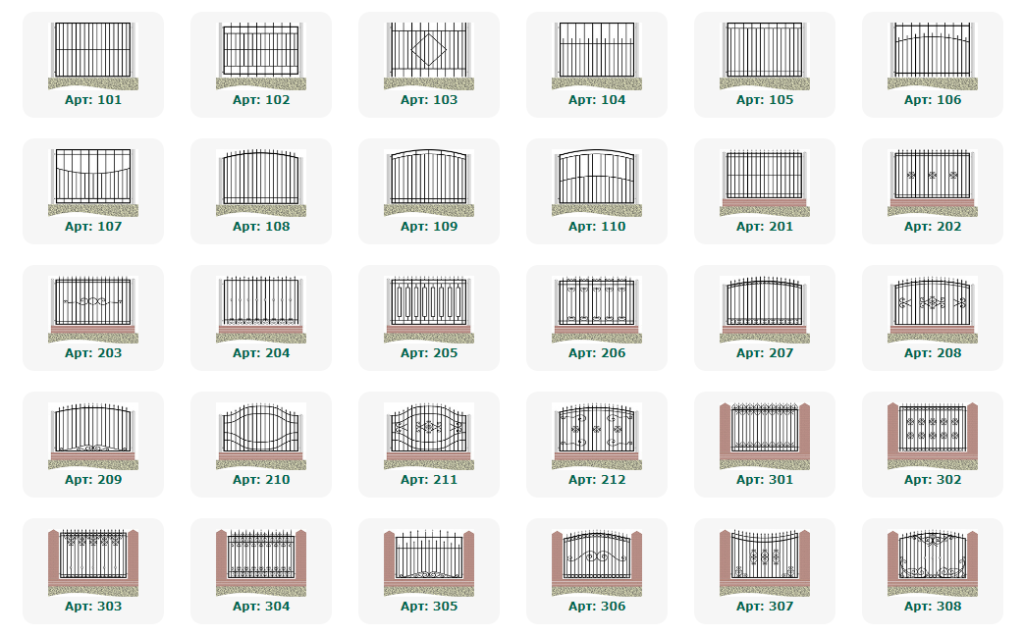 Арт: 101
Арт: 102
Арт: 103
Арт: 104
Арт: 105
Арт: 106
Арт: 107
Арт: 108
Арт: 109
Арт: 110
Арт: 201
Арт: 202
Арт: 203
Арт: 204
Арт: 205
Арт: 206
Арт: 207
Арт: 208
Арт: 209
Арт: 210
Арт: 211
Арт: 212
Арт: 301
Арт: 302
Арт: 303
Арт: 304
Арт: 305
Арт: 306
Арт: 307
Арт: 308